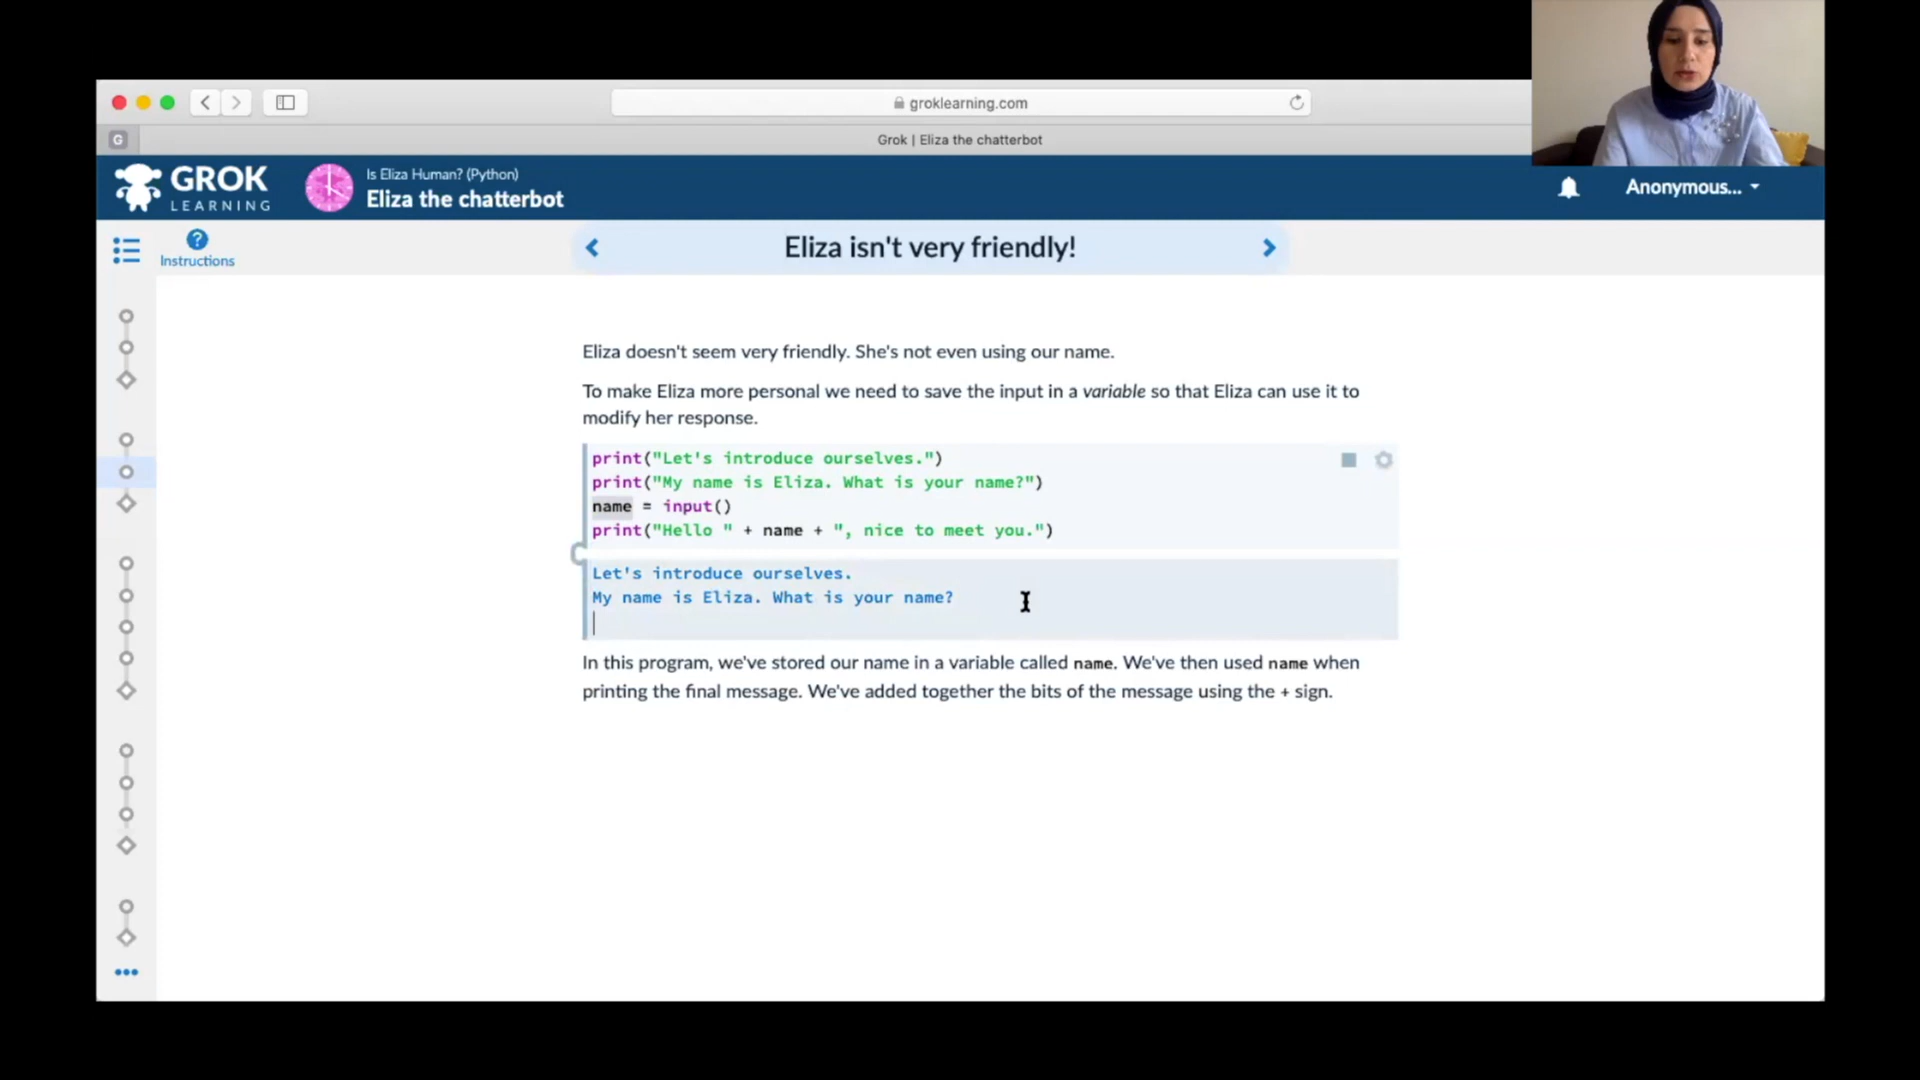 groklearning.com
G
Grok | Eliza the chatterbot
GROK
LEARNING
Is Eliza Human? (Python)
Eliza the chatterbot
Anonymous...
?
Instructions
Eliza isn't very friendly!
Eliza doesn't seem very friendly. She's not even using our name.
To make Eliza more personal we need to save the input in a variable so that Eliza can use it to
modify her response.
print("Let's introduce ourselves.")
print("My name is Eliza. What is your name?")
name = input()
print("Hello " + name + ", nice to meet you.")
Let's introduce ourselves.
My name is Eliza. What is your name?
In this program, we've stored our name in a variable called name. We've then used name when
printing the final message. We've added together the bits of the message using the + sign.